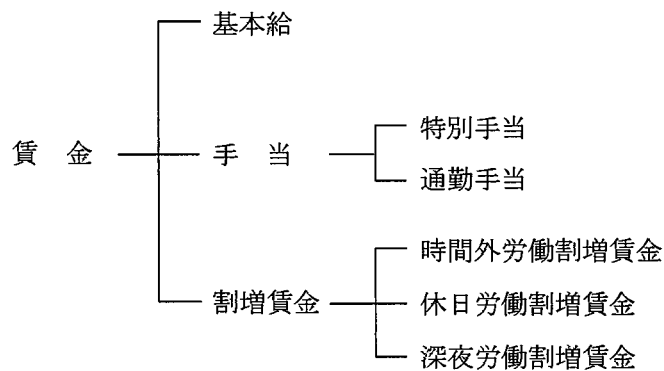 基本給
賃金
手当
特別手当
通勤手当
割増賃金
時間外労働割増賃金
休日労働割増賃金
深夜労働割増賃金